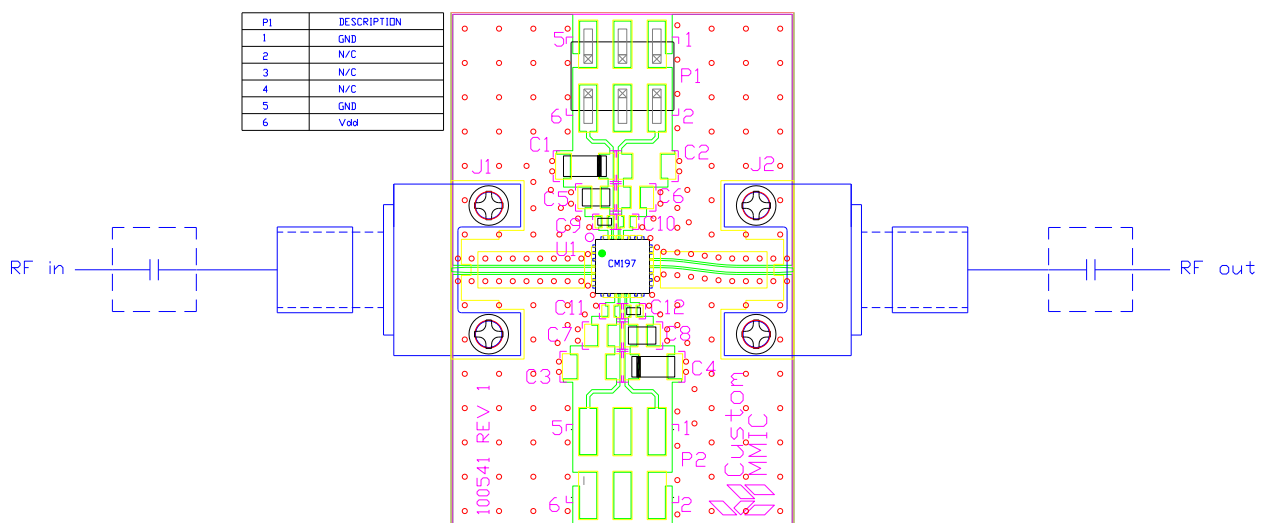 P1 DESCRIPTION
1 GND
2 N/C
3 N/C
4 N/C
5 GND
6 Vdd
5 1
P1
6 2
C1 C2
J1 J2
C5 C6
C9 C10
U1
CM197
RF in
RF out
C11 C12
C7 C8
C3 C4
5 1
P2
6 2
100541 REV 1
Custom
MMIC